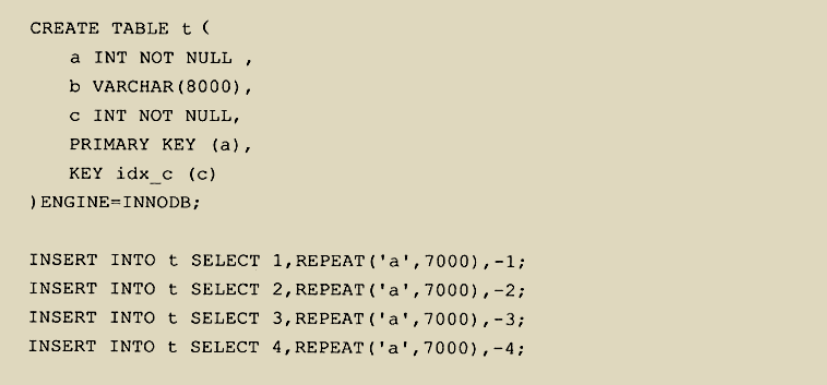 CREATE TABLE t (
a INT NOT NULL ,
b VARCHAR(8000),
c INT NOT NULL,
PRIMARY KEY (a),
KEY idx_c (c)
)ENGINE=INNODB;
INSERT INTO t SELECT 1,REPEAT('a',7000),-1;
INSERT INTO t SELECT 2,REPEAT('a',7000),-2;
INSERT INTO t SELECT 3,REPEAT('a',7000),-3;
INSERT INTO t SELECT 4,REPEAT('a',7000),-4;